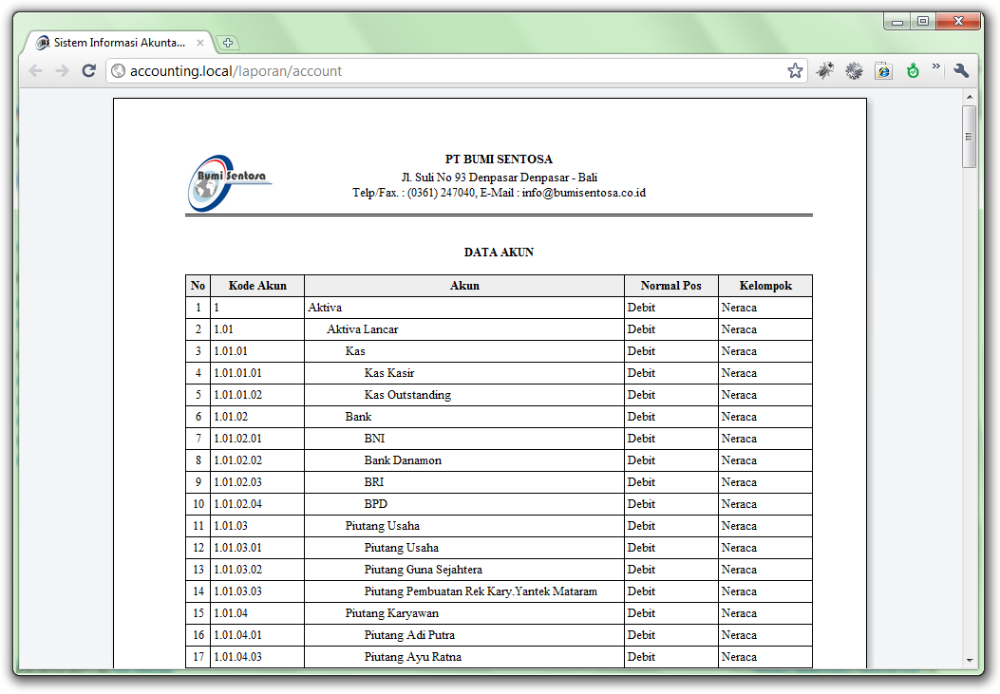 Sistem Informasi Akunta...
accounting.local/laporan/account
Bumi Sentosa
PT BUMI SENTOSA
Jl. Suli No 93 Denpasar Denpasar - Bali
Telp/Fax. : (0361) 247040, E-Mail : info@bumisentosa.co.id
DATA AKUN
No Kode Akun Akun Normal Pos Kelompok
1 1 Aktiva Debit Neraca
2 1.01 Aktiva Lancar Debit Neraca
3 1.01.01 Kas Debit Neraca
4 1.01.01.01 Kas Kasir Debit Neraca
5 1.01.01.02 Kas Outstanding Debit Neraca
6 1.01.02 Bank Debit Neraca
7 1.01.02.01 BNI Debit Neraca
8 1.01.02.02 Bank Danamon Debit Neraca
9 1.01.02.03 BRI Debit Neraca
10 1.01.02.04 BPD Debit Neraca
11 1.01.03 Piutang Usaha Debit Neraca
12 1.01.03.01 Piutang Usaha Debit Neraca
13 1.01.03.02 Piutang Guna Sejahtera Debit Neraca
14 1.01.03.03 Piutang Pembuatan Rek Kary.Yantek Mataram Debit Neraca
15 1.01.04 Piutang Karyawan Debit Neraca
16 1.01.04.01 Piutang Adi Putra Debit Neraca
17 1.01.04.03 Piutang Ayu Ratna Debit Neraca